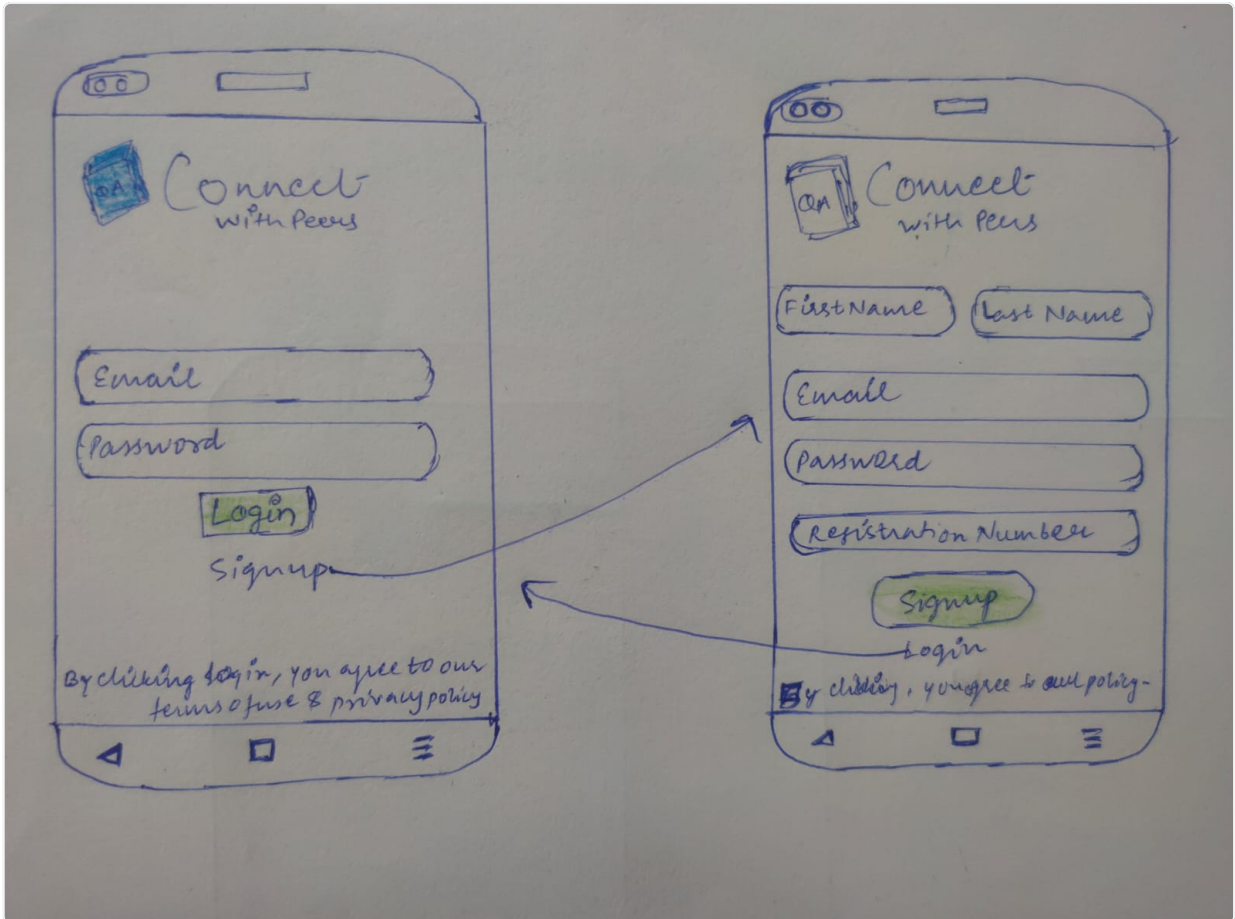 QA
Connect
with Peers
Email
Password
Login
Signup
By clicking login, you agree to our
terms of use & privacy policy
QA
Connect
with Peers
First Name
Last Name
Email
Password
Registration Number
Signup
Login
By clicking, you agree to our policy-